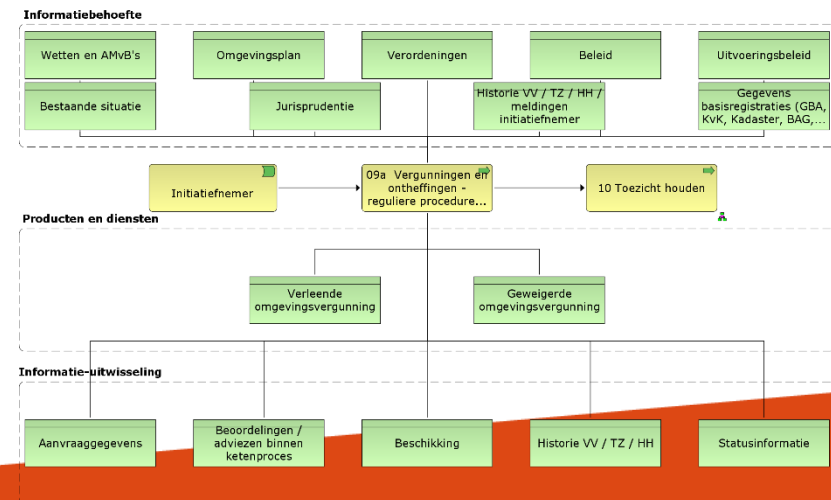 Informatiebehoefte
Wetten en AMvB's
Omgevingsplan
Verordeningen
Beleid
Uitvoeringsbeleid
Bestaande situatie
Jurisprudentie
Historie VV / TZ / HH /
meldingen
initiatiefnemer
Gegevens
basisregistraties (GBA,
KvK, Kadaster, BAG,...
Initiatiefnemer
09a Vergunningen en
ontheffingen -
reguliere procedure...
10 Toezicht houden
Producten en diensten
Verleende
omgevingsvergunning
Geweigerde
omgevingsvergunning
Informatie-uitwisseling
Aanvraaggegevens
Beoordelingen /
adviezen binnen
ketenproces
Beschikking
Historie VV / TZ / HH
Statusinformatie